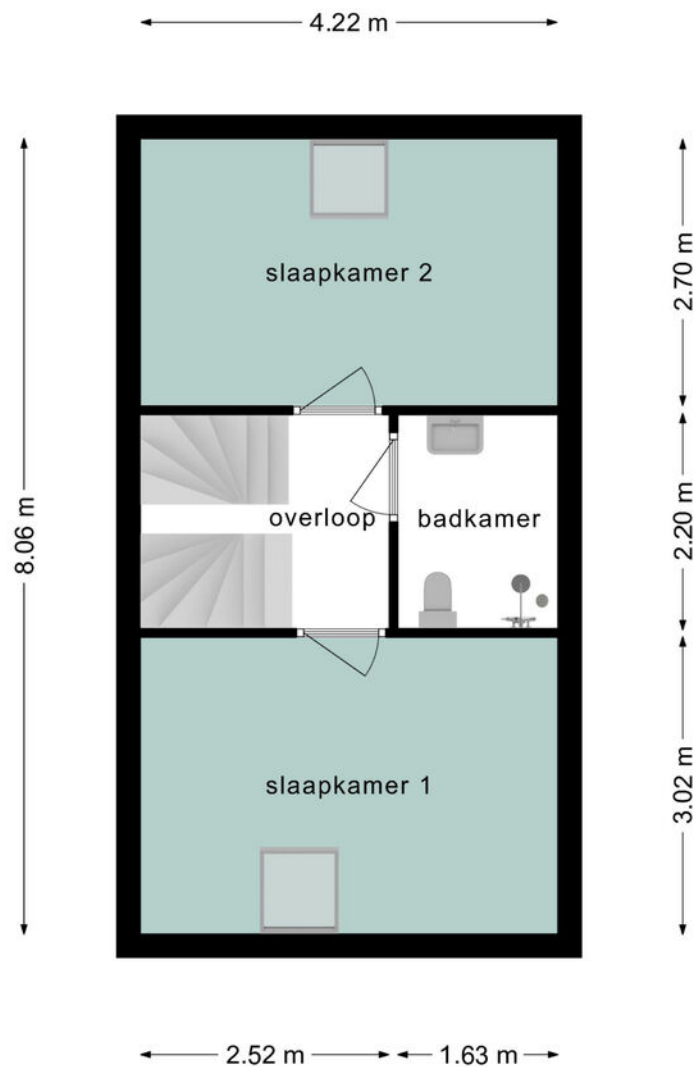 4.22 m
slaapkamer 2
2.70 m
8.06 m
overloop
badkamer
2.20 m
slaapkamer 1
3.02 m
2.52 m
1.63 m